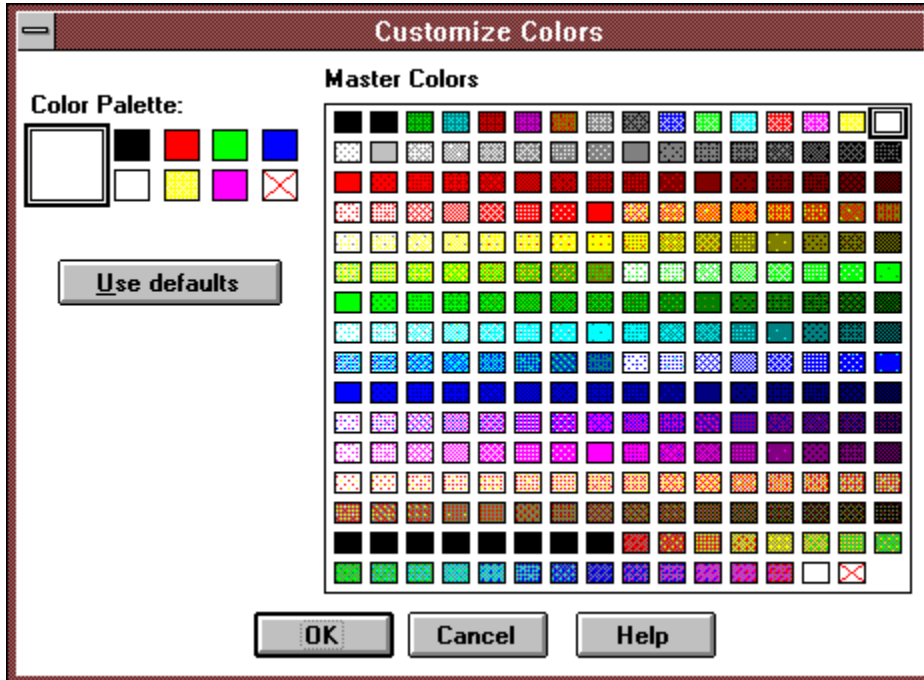 Customize Colors
Master Colors
Color Palette:
Use defaults
OK
Cancel
Help